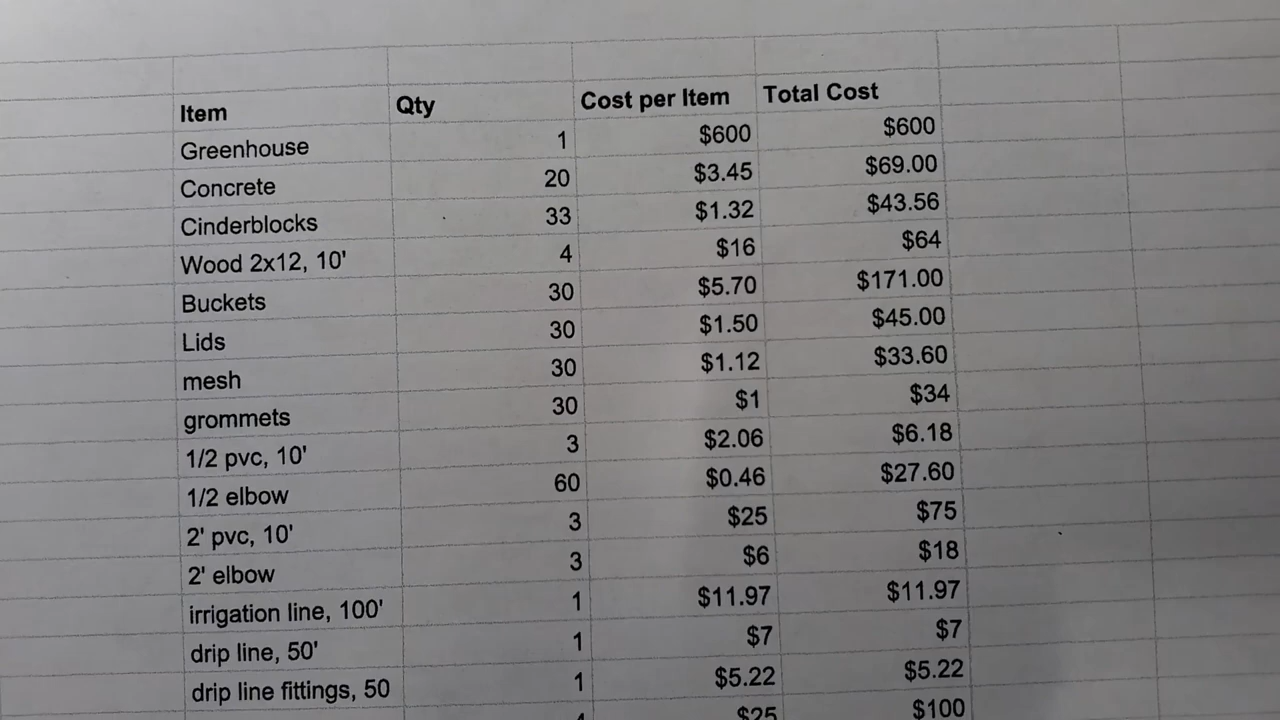 Item Qty Cost per Item Total Cost
Greenhouse 1 $600 $600
Concrete 20 $3.45 $69.00
Cinderblocks 33 $1.32 $43.56
Wood 2x12, 10' 4 $16 $64
Buckets 30 $5.70 $171.00
Lids 30 $1.50 $45.00
mesh 30 $1.12 $33.60
grommets 30 $1 $34
1/2 pvc, 10' 3 $2.06 $6.18
1/2 elbow 60 $0.46 $27.60
2' pvc, 10' 3 $25 $75
2' elbow 3 $6 $18
irrigation line, 100' 1 $11.97 $11.97
drip line, 50' 1 $7 $7
drip line fittings, 50 1 $5.22 $5.22
$25 $100